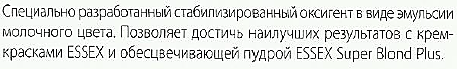 Специально разработанный стабилизированный оксигент в виде эмульсии
молочного цвета. Позволяет достичь наилучших результатов с крем-
красками ESSEX и обесцвечивающей пудрой ESSEX Super Blond Plus.